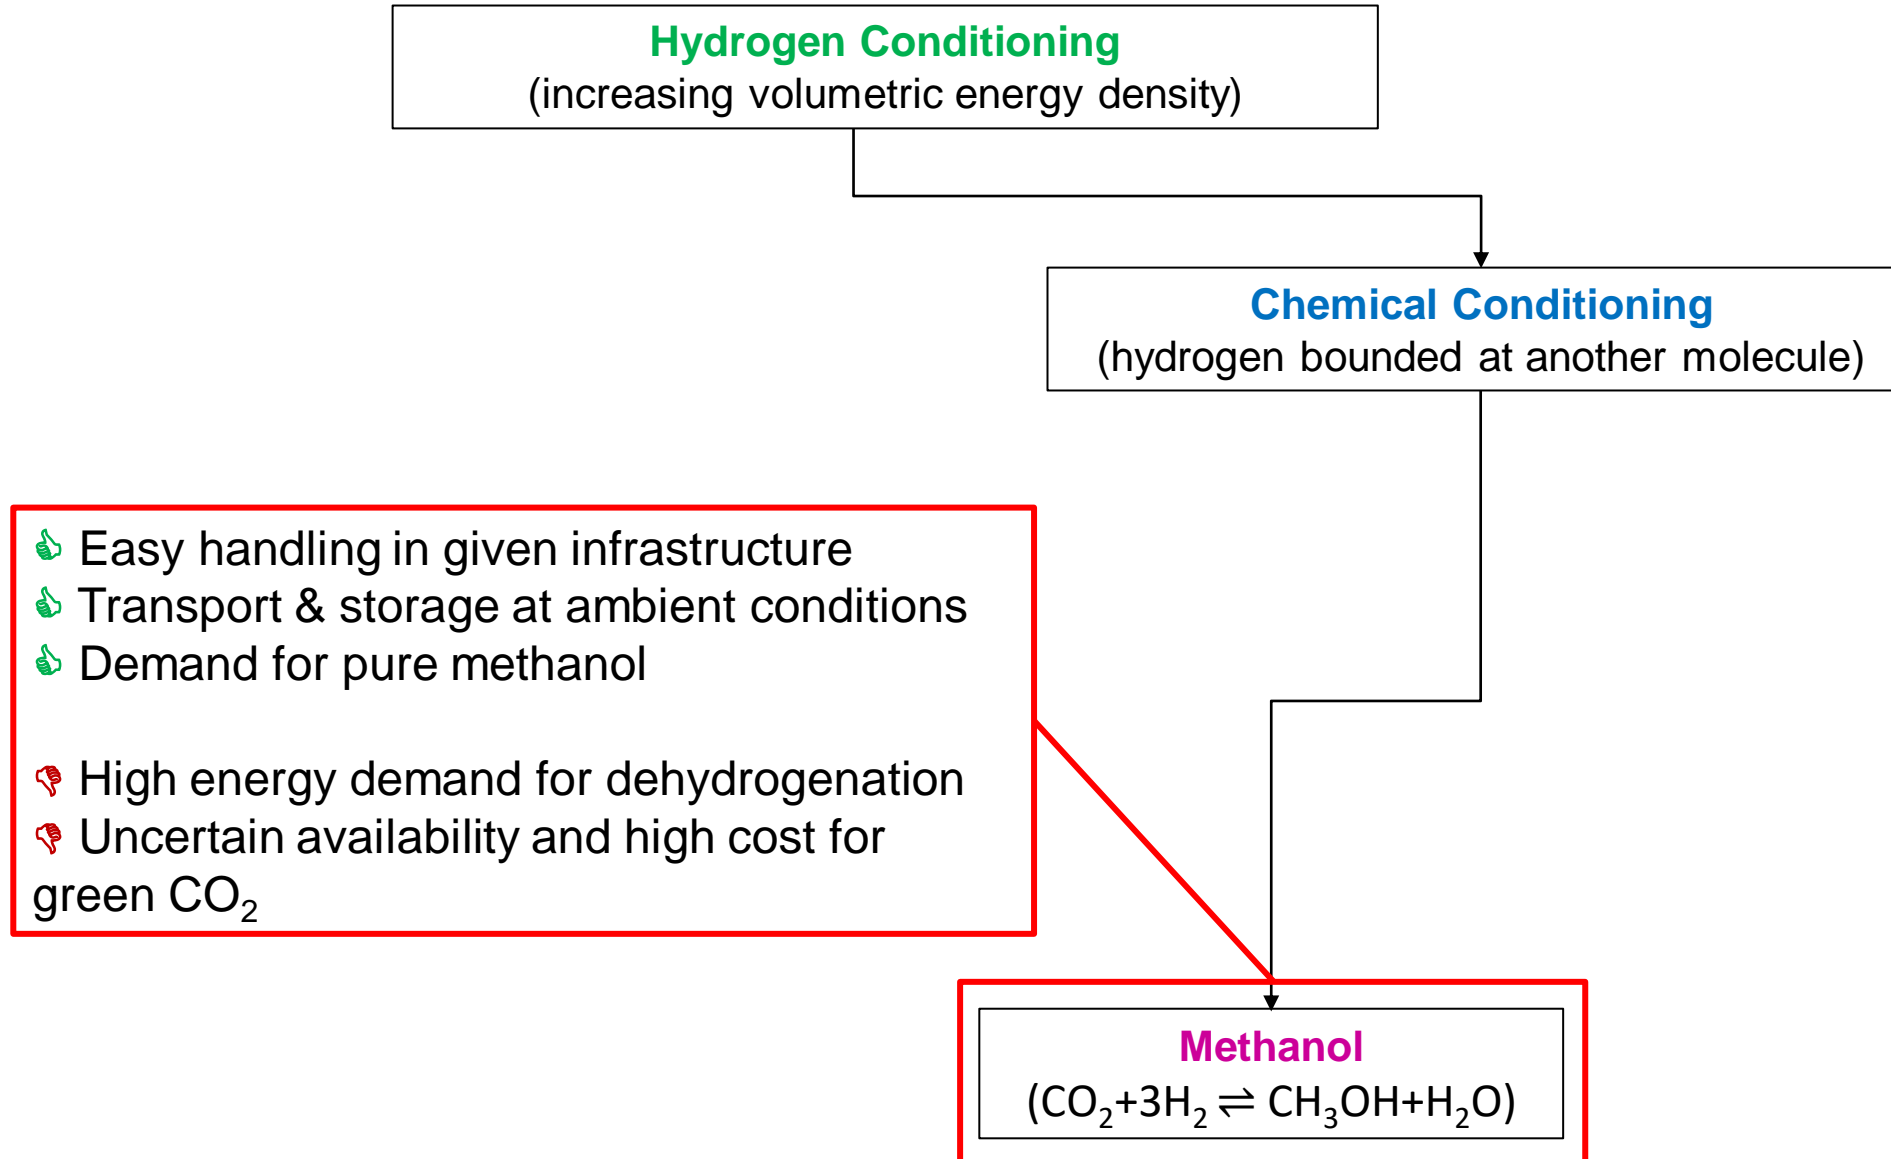 Hydrogen Conditioning
(increasing volumetric energy density)
Chemical Conditioning
(hydrogen bounded at another molecule)
👍 Easy handling in given infrastructure
👍 Transport & storage at ambient conditions
👍 Demand for pure methanol
👎 High energy demand for dehydrogenation
👎 Uncertain availability and high cost for
green CO₂
Methanol
(CO₂+3H₂ ⇌ CH₃OH+H₂O)